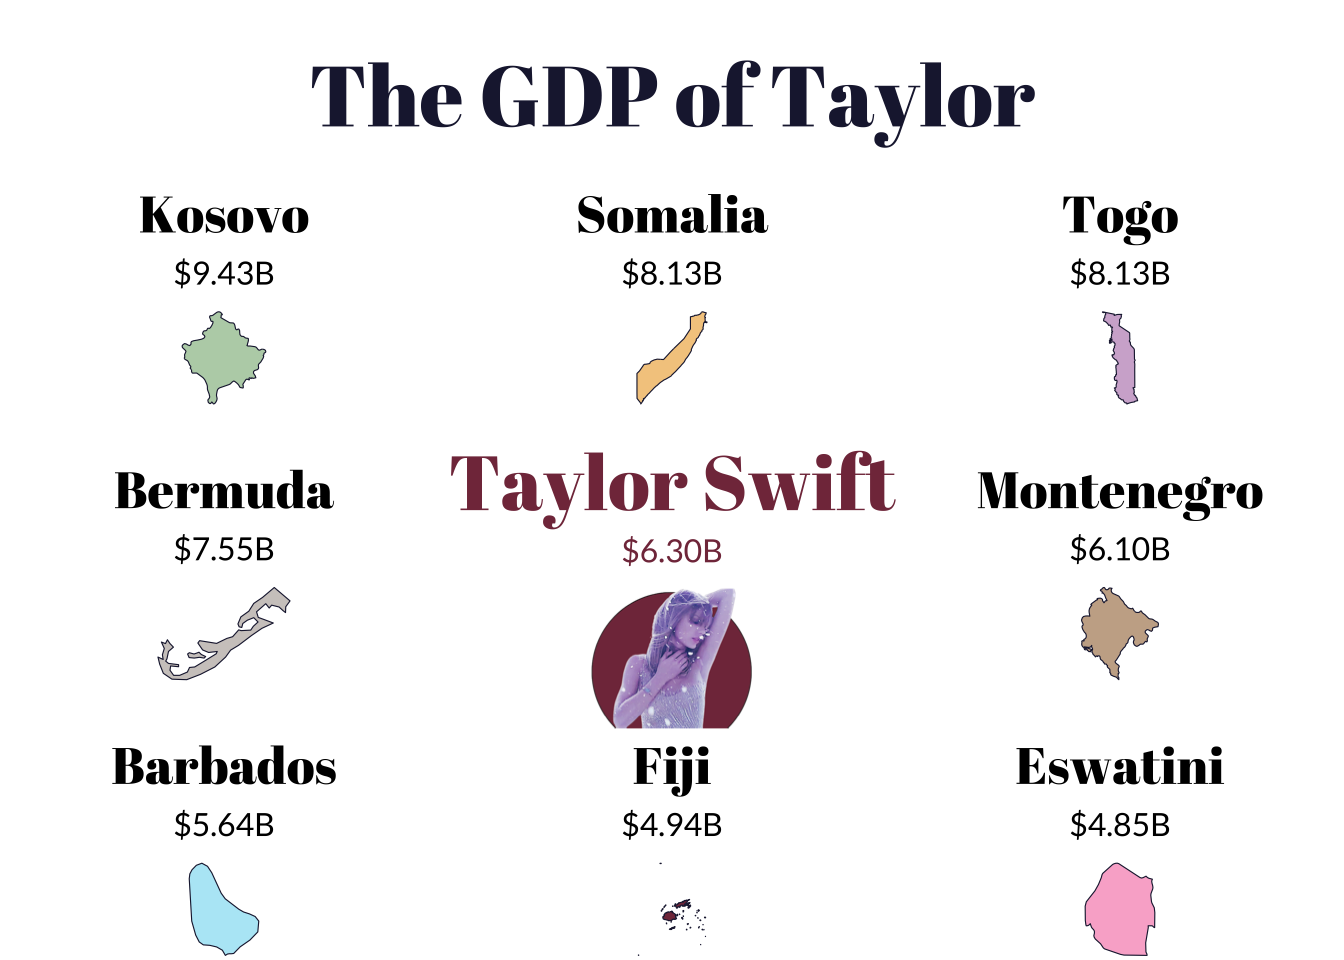 The GDP of Taylor
Kosovo
$9.43B
Somalia
$8.13B
Togo
$8.13B
Bermuda
$7.55B
Taylor Swift
$6.30B
Montenegro
$6.10B
Barbados
$5.64B
Fiji
$4.94B
Eswatini
$4.85B